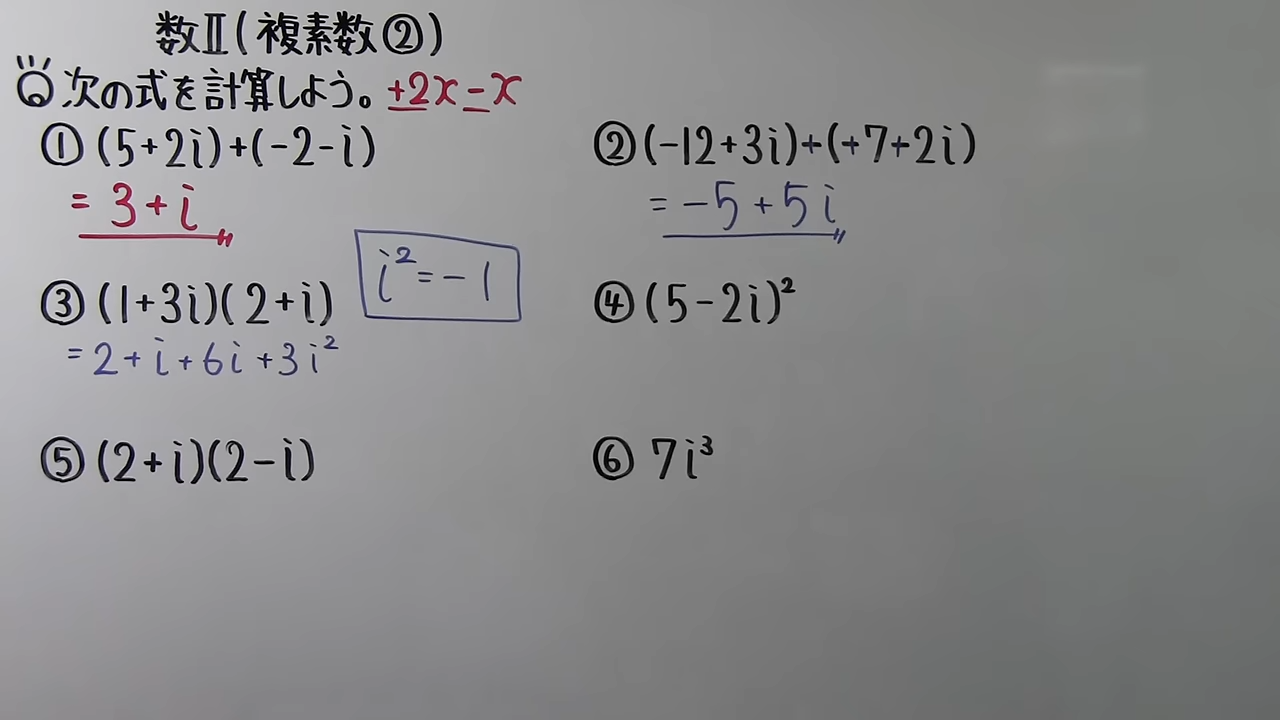 数Ⅱ(複素数②)
Q 次の式を計算しよう。 +2x-x
① (5+2i)+(-2-i)
= 3+i
② (-12+3i)+(+7+2i)
= -5+5i
③ (1+3i)(2+i)
= 2+i+6i+3i²
i²=-1
④ (5-2i)²
⑤ (2+i)(2-i)
⑥ 7i³